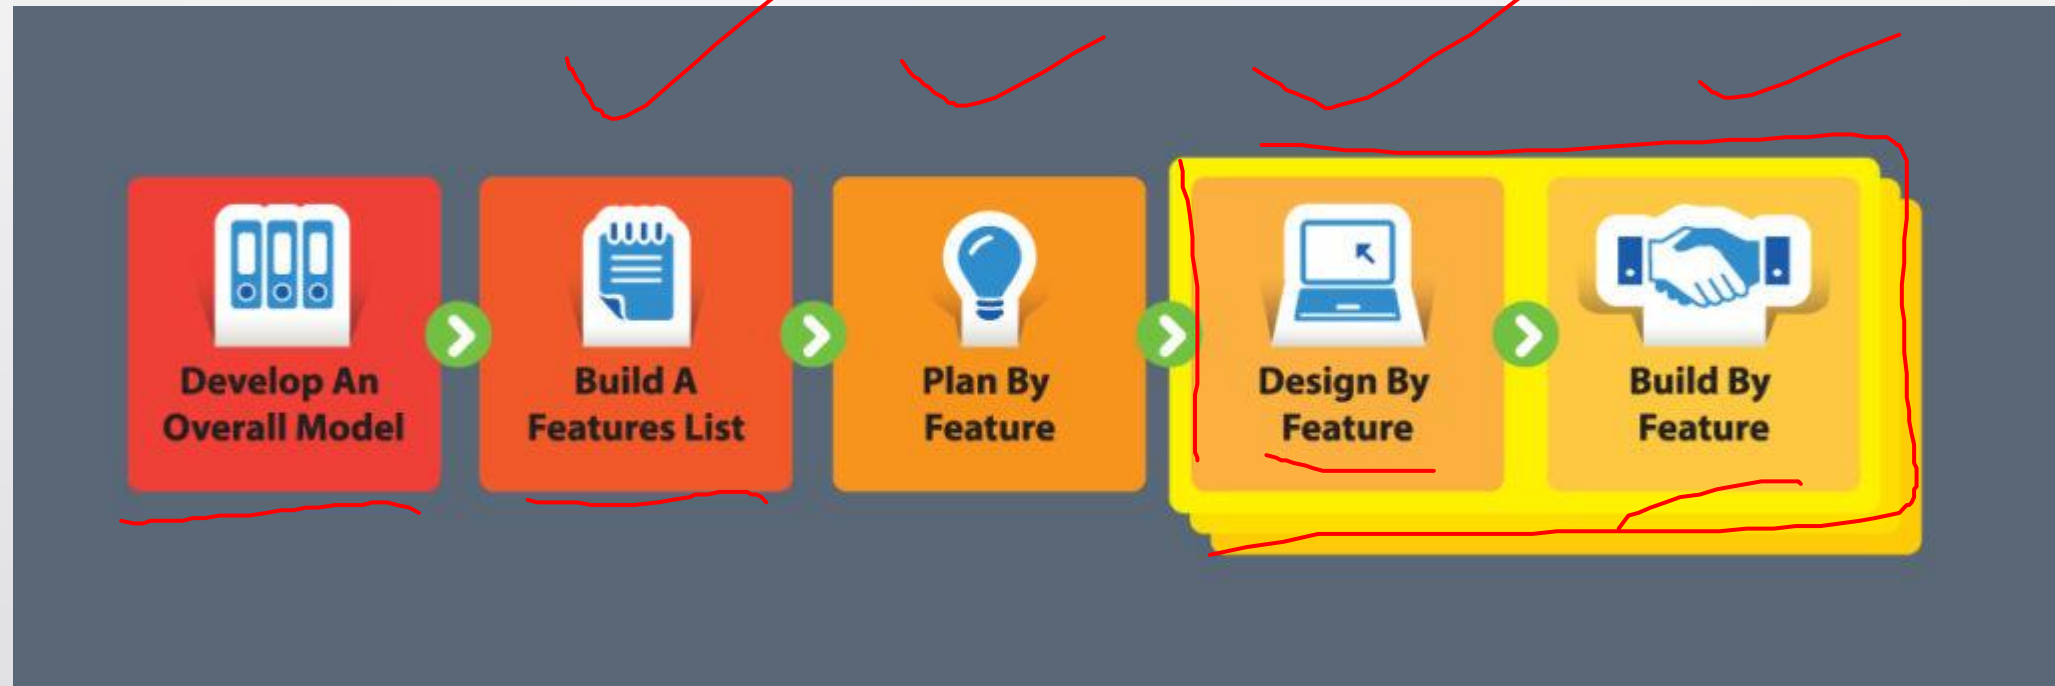 Develop An
Overall Model
Build A
Features List
Plan By
Feature
Design By
Feature
Build By
Feature